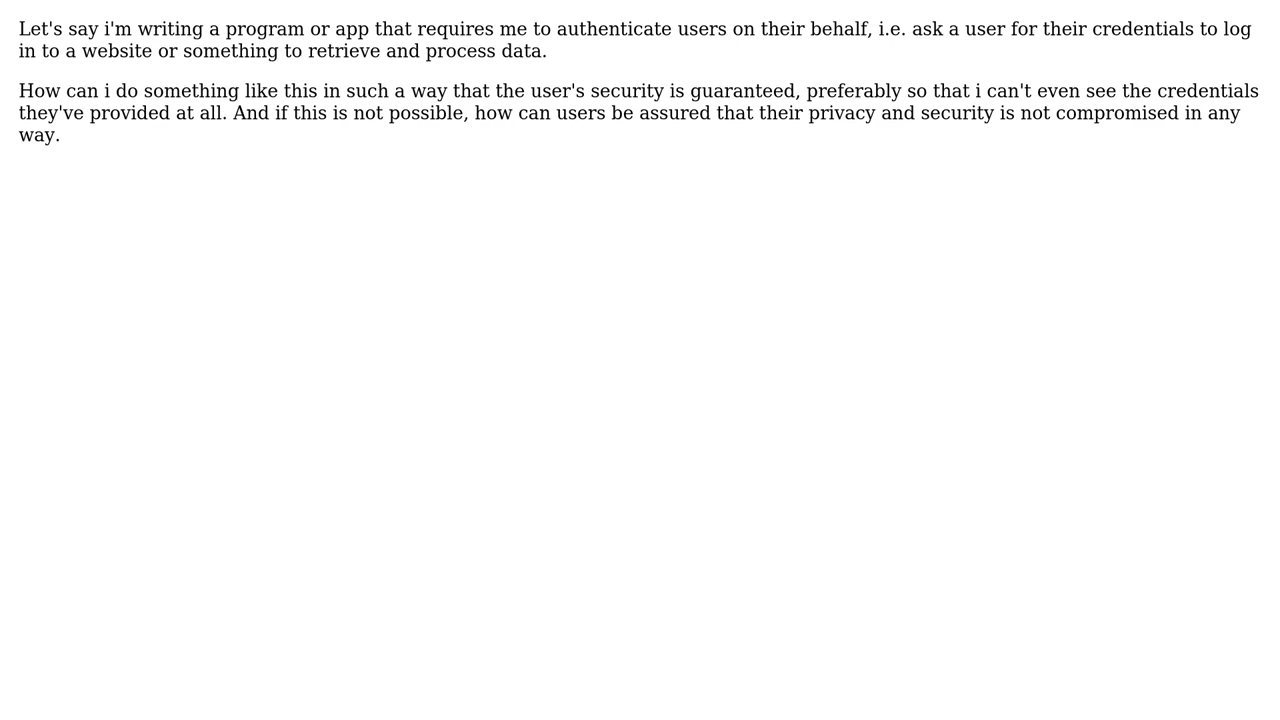 Let's say i'm writing a program or app that requires me to authenticate users on their behalf, i.e. ask a user for their credentials to log
in to a website or something to retrieve and process data.
How can i do something like this in such a way that the user's security is guaranteed, preferably so that i can't even see the credentials
they've provided at all. And if this is not possible, how can users be assured that their privacy and security is not compromised in any
way.